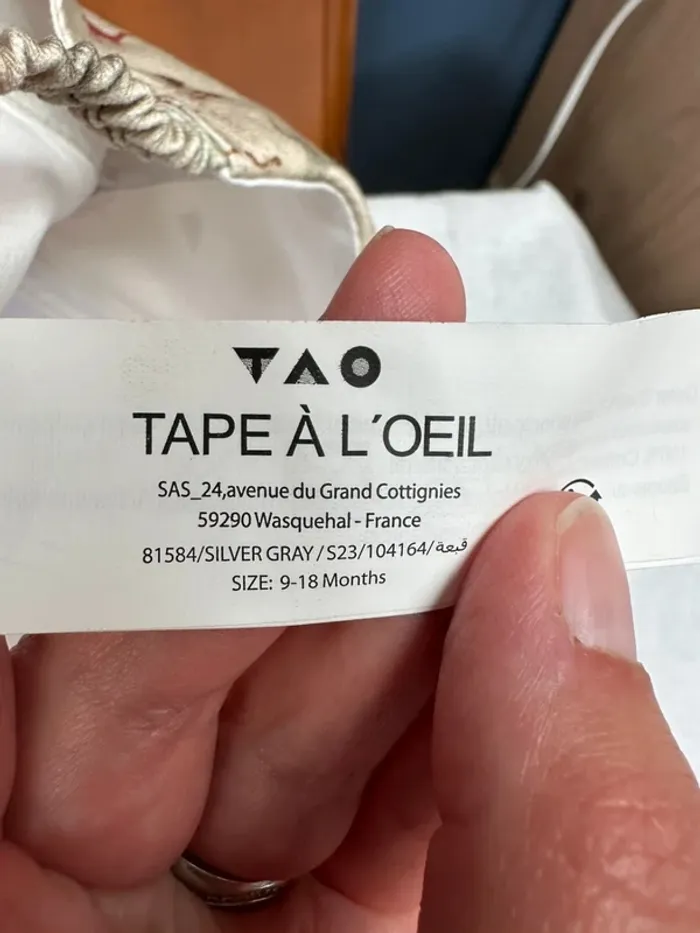 TAO
TAPE À L'OEIL
SAS_24,avenue du Grand Cottignies
59290 Wasquehal - France
81584/SILVER GRAY/S23/104164/قبعة
SIZE: 9-18 Months